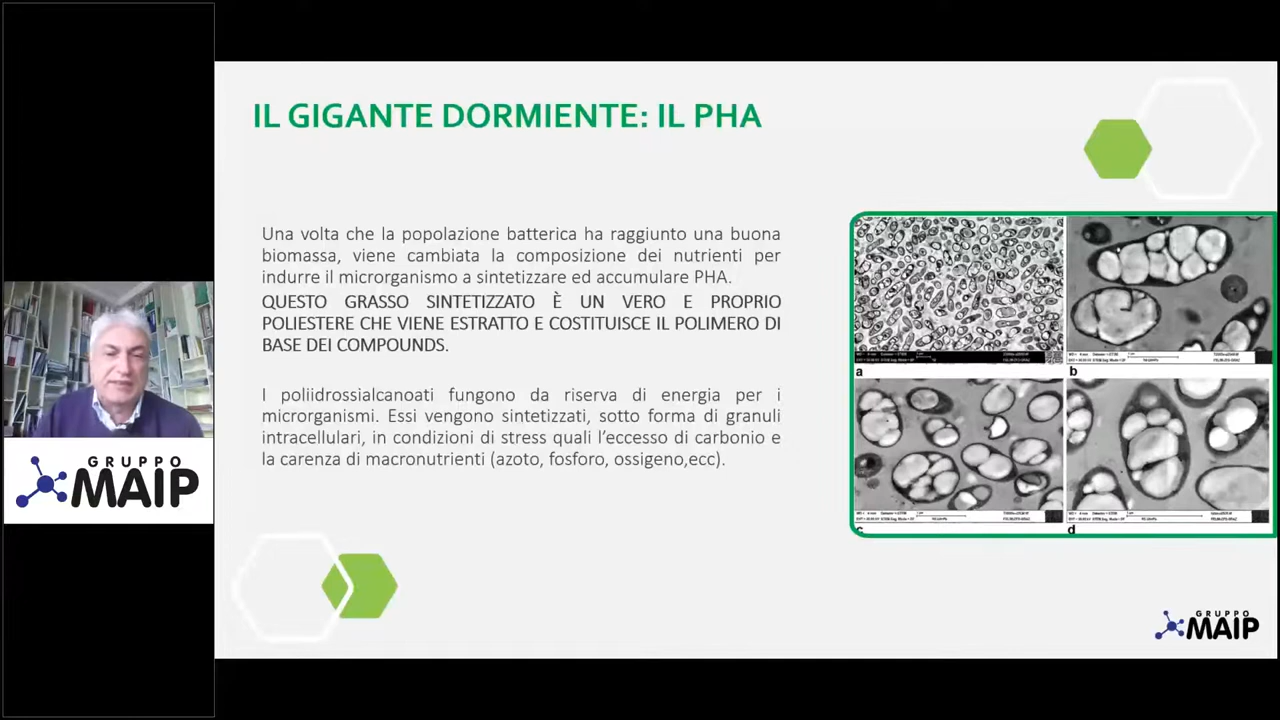 IL GIGANTE DORMIENTE: IL PHA
Una volta che la popolazione batterica ha raggiunto una buona
biomassa, viene cambiata la composizione dei nutrienti per
indurre il microrganismo a sintetizzare ed accumulare PHA.
QUESTO GRASSO SINTETIZZATO È UN VERO E PROPRIO
POLIESTERE CHE VIENE ESTRATTO E COSTITUISCE IL POLIMERO DI
BASE DEI COMPOUNDS.
I poliidrossialcanoati fungono da riserva di energia per i
microrganismi. Essi vengono sintetizzati, sotto forma di granuli
intracellulari, in condizioni di stress quali l'eccesso di carbonio e
la carenza di macronutrienti (azoto, fosforo, ossigeno,ecc).
a
b
c
d
GRUPPO
MAIP
GRUPPO
MAIP